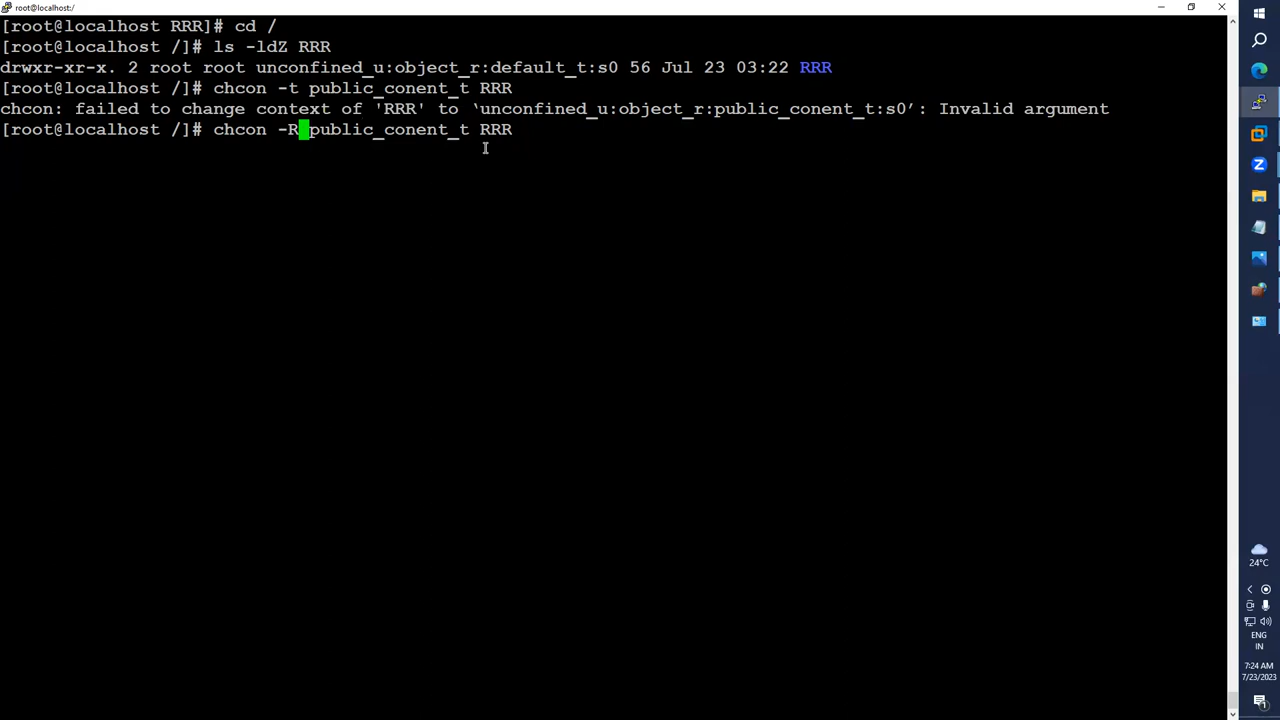 root@localhost:/
[root@localhost RRR]# cd /
[root@localhost /]# ls -ldZ RRR
drwxr-xr-x. 2 root root unconfined_u:object_r:default_t:s0 56 Jul 23 03:22 RRR
[root@localhost /]# chcon -t public_conent_t RRR
chcon: failed to change context of 'RRR' to ‘unconfined_u:object_r:public_conent_t:s0’: Invalid argument
[root@localhost /]# chcon -R public_conent_t RRR
24°C
ENG
IN
7:24 AM
7/23/2023